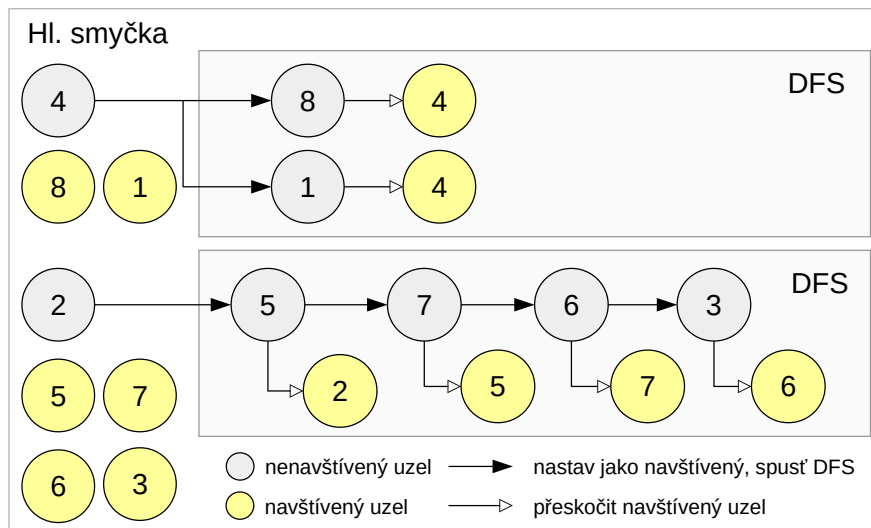 Hl. smyčka
DFS
4 8 4
8 1 1 4
DFS
2 5 7 6 3
5 7 2 5 7 6
6 3
nenavštívený uzel nastav jako navštívený, spusť DFS
navštívený uzel přeskočit navštívený uzel